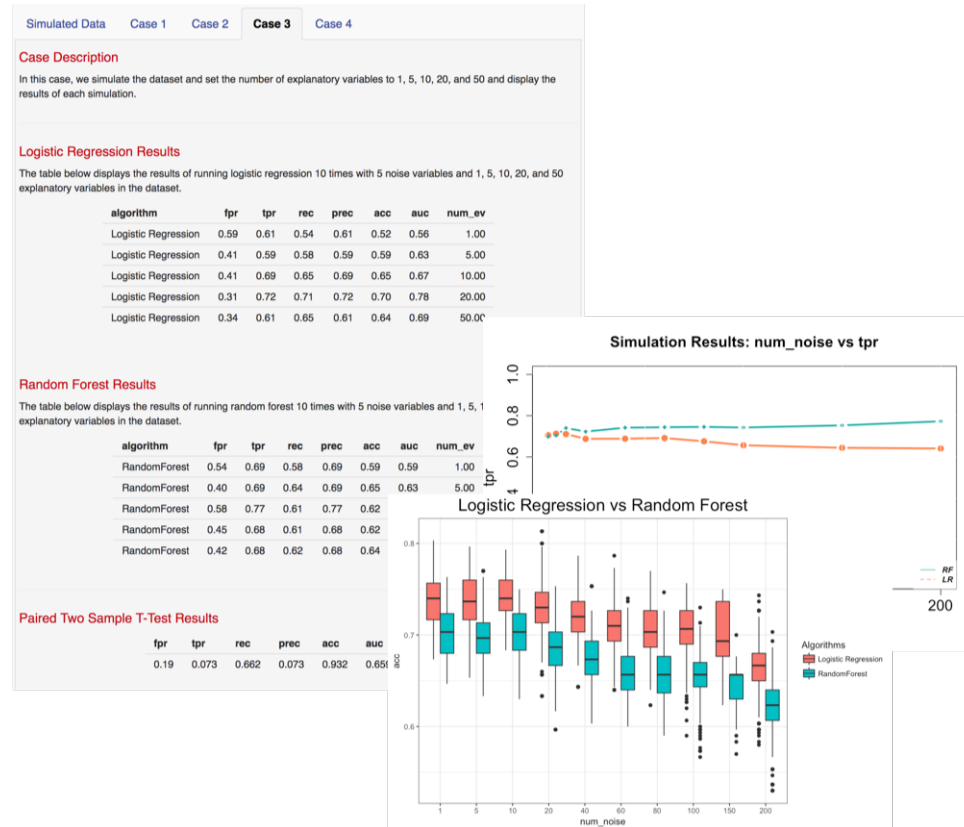 Simulated Data Case 1 Case 2 Case 3 Case 4
Case Description
In this case, we simulate the dataset and set the number of explanatory variables to 1, 5, 10, 20, and 50 and display the
results of each simulation.
Logistic Regression Results
The table below displays the results of running logistic regression 10 times with 5 noise variables and 1, 5, 10, 20, and 50
explanatory variables in the dataset.
algorithm fpr tpr rec prec acc auc num_ev
Logistic Regression 0.59 0.61 0.54 0.61 0.52 0.56 1.00
Logistic Regression 0.41 0.59 0.58 0.59 0.59 0.63 5.00
Logistic Regression 0.41 0.69 0.65 0.69 0.65 0.67 10.00
Logistic Regression 0.31 0.72 0.71 0.72 0.70 0.78 20.00
Logistic Regression 0.34 0.61 0.65 0.61 0.64 0.69 50.00
Random Forest Results
The table below displays the results of running random forest 10 times with 5 noise variables and 1, 5, 1
explanatory variables in the dataset.
algorithm fpr tpr rec prec acc auc num_ev
RandomForest 0.54 0.69 0.58 0.69 0.59 0.59 1.00
RandomForest 0.40 0.69 0.64 0.69 0.65 0.63 5.00
RandomForest 0.58 0.77 0.61 0.77 0.62
RandomForest 0.45 0.68 0.61 0.68 0.62
RandomForest 0.42 0.68 0.62 0.68 0.64
Paired Two Sample T-Test Results
fpr tpr rec prec acc auc
0.19 0.073 0.662 0.073 0.932
Simulation Results: num_noise vs tpr
1.0
0.8
0.6
tpr
RF
LR
200
Logistic Regression vs Random Forest
0.8
0.7
0.6
acc
1 5 10 20 40 60 80 100 150 200
num_noise
Algorithms
Logistic Regression
RandomForest